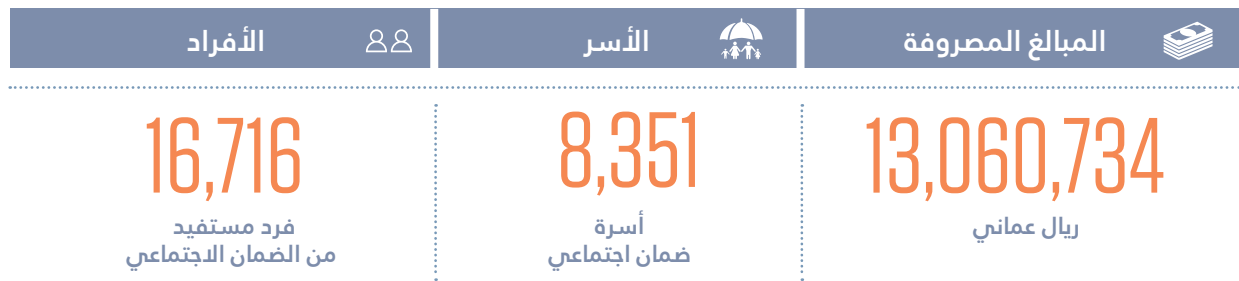 المبالغ المصروفة
13,060,734
ريال عماني
الأسر
8,351
أسرة
ضمان اجتماعي
الأفراد
16,716
فرد مستفيد
من الضمان الاجتماعي